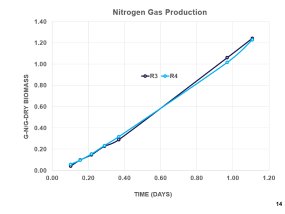 Nitrogen Gas Production
1.40
1.20
1.00
0.80
0.60
0.40
0.20
0.00
G-N/G-DRY BIOMASS
R3 R4
0.00 0.20 0.40 0.60 0.80 1.00 1.20
TIME (DAYS)
14